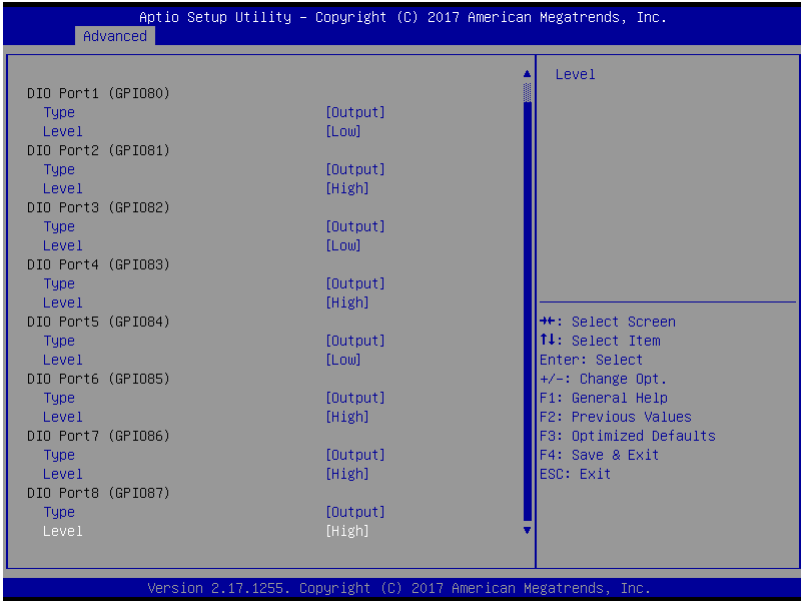 Aptio Setup Utility – Copyright (C) 2017 American Megatrends, Inc.
Advanced
DIO Port1 (GPIO80)
Type [Output]
Level [Low]
DIO Port2 (GPIO81)
Type [Output]
Level [High]
DIO Port3 (GPIO82)
Type [Output]
Level [Low]
DIO Port4 (GPIO83)
Type [Output]
Level [High]
DIO Port5 (GPIO84)
Type [Output]
Level [Low]
DIO Port6 (GPIO85)
Type [Output]
Level [High]
DIO Port7 (GPIO86)
Type [Output]
Level [High]
DIO Port8 (GPIO87)
Type [Output]
Level [High]
Level
→←: Select Screen
↑↓: Select Item
Enter: Select
+/-: Change Opt.
F1: General Help
F2: Previous Values
F3: Optimized Defaults
F4: Save & Exit
ESC: Exit
Version 2.17.1255. Copyright (C) 2017 American Megatrends, Inc.